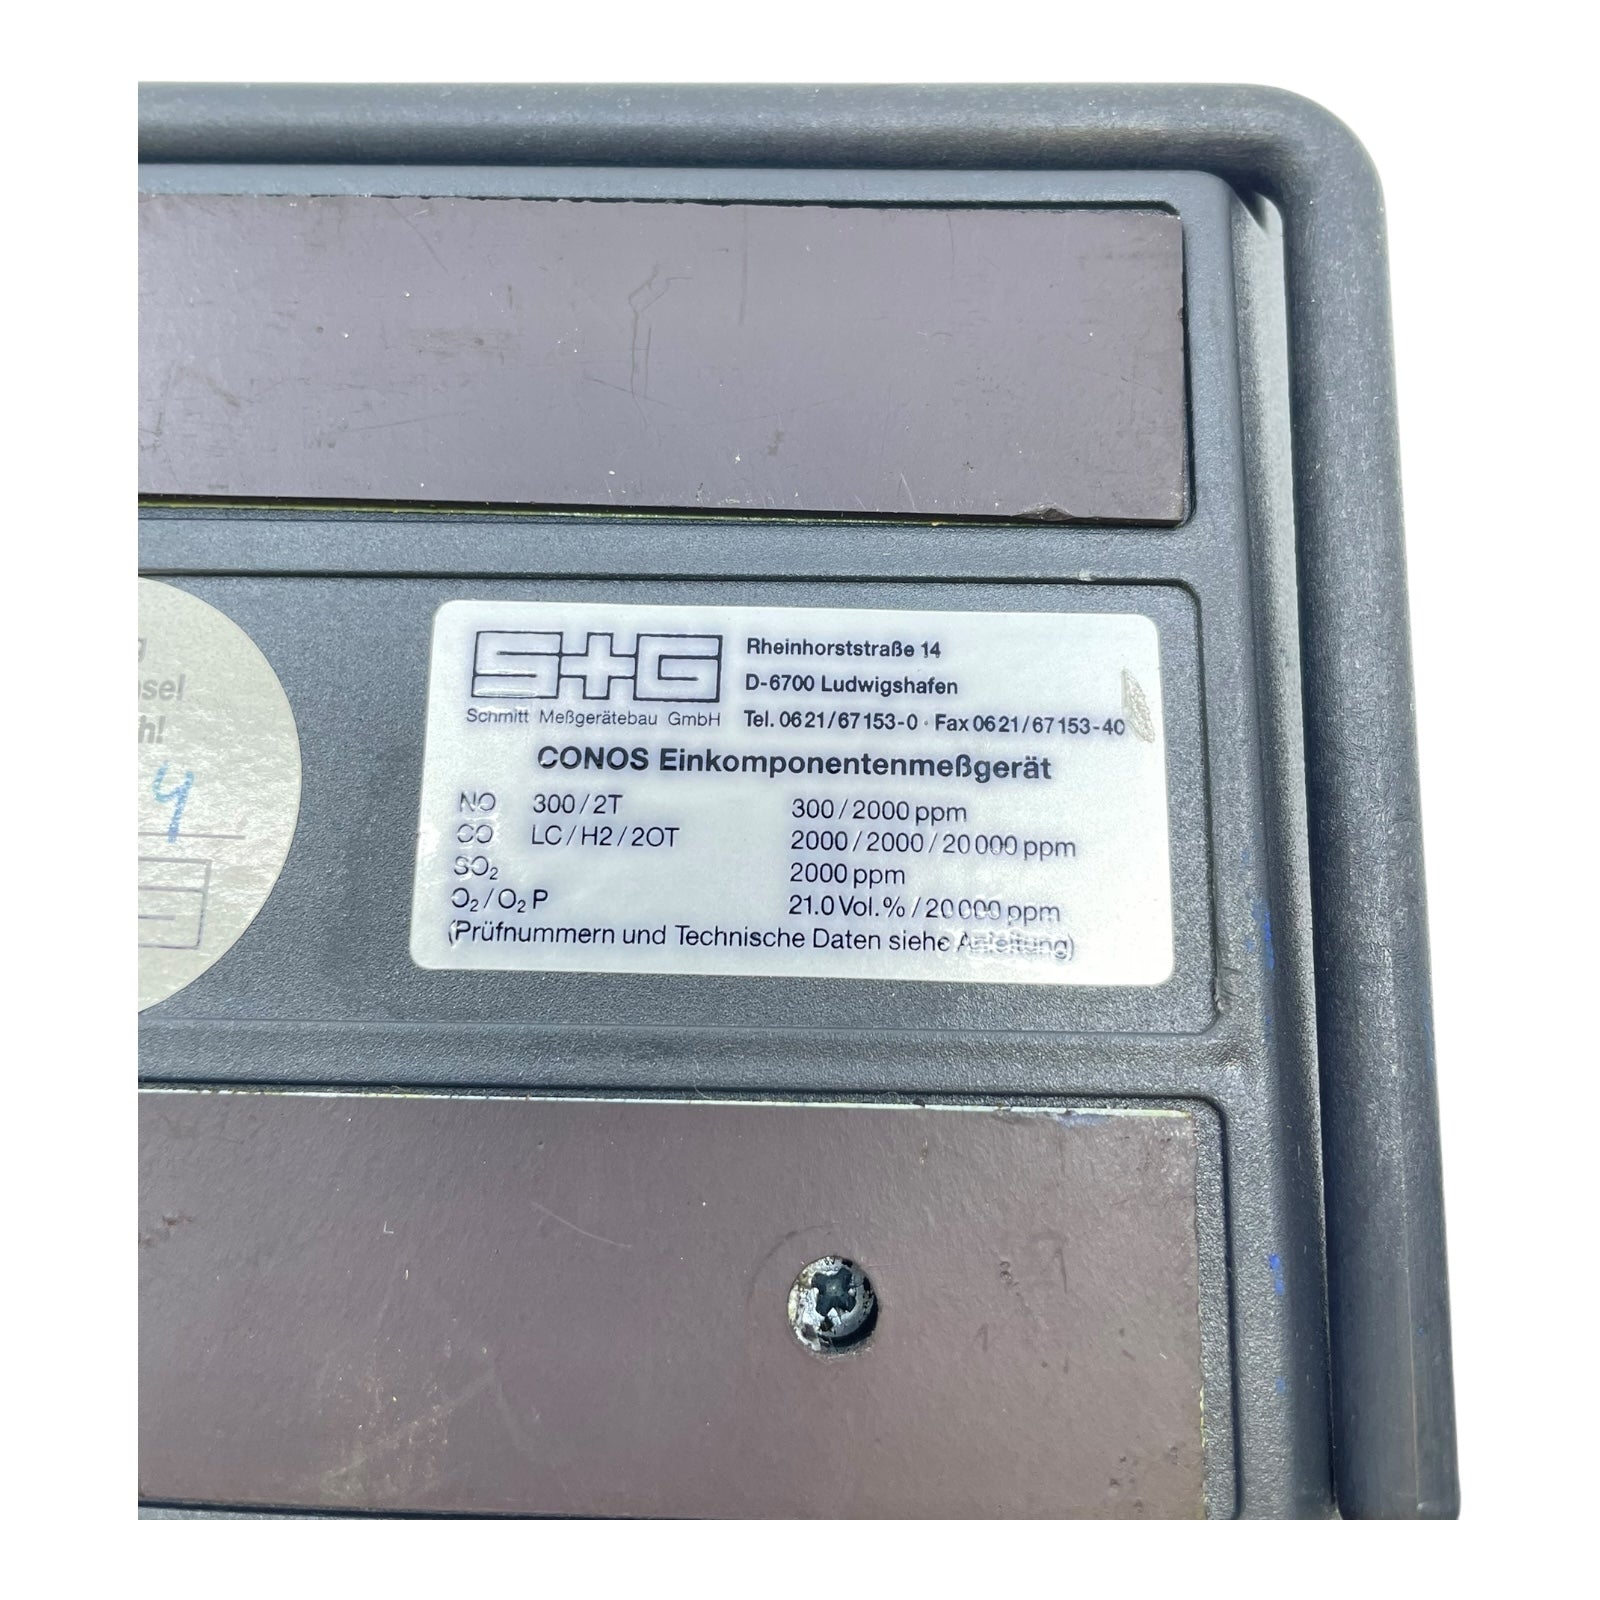 S+G
Schmitt Meßgerätebau GmbH
Rheinhorststraße 14
D-6700 Ludwigshafen
Tel. 0621/67153-0 · Fax 0621/67153-40
CONOS Einkomponentenmeßgerät
NO 300/2T 300/2000 ppm
CO LC/H2/20T 2000/2000/20000 ppm
SO₂ 2000 ppm
O₂/O₂P 21.0 Vol.%/20000 ppm
(Prüfnummern und Technische Daten siehe Anleitung)